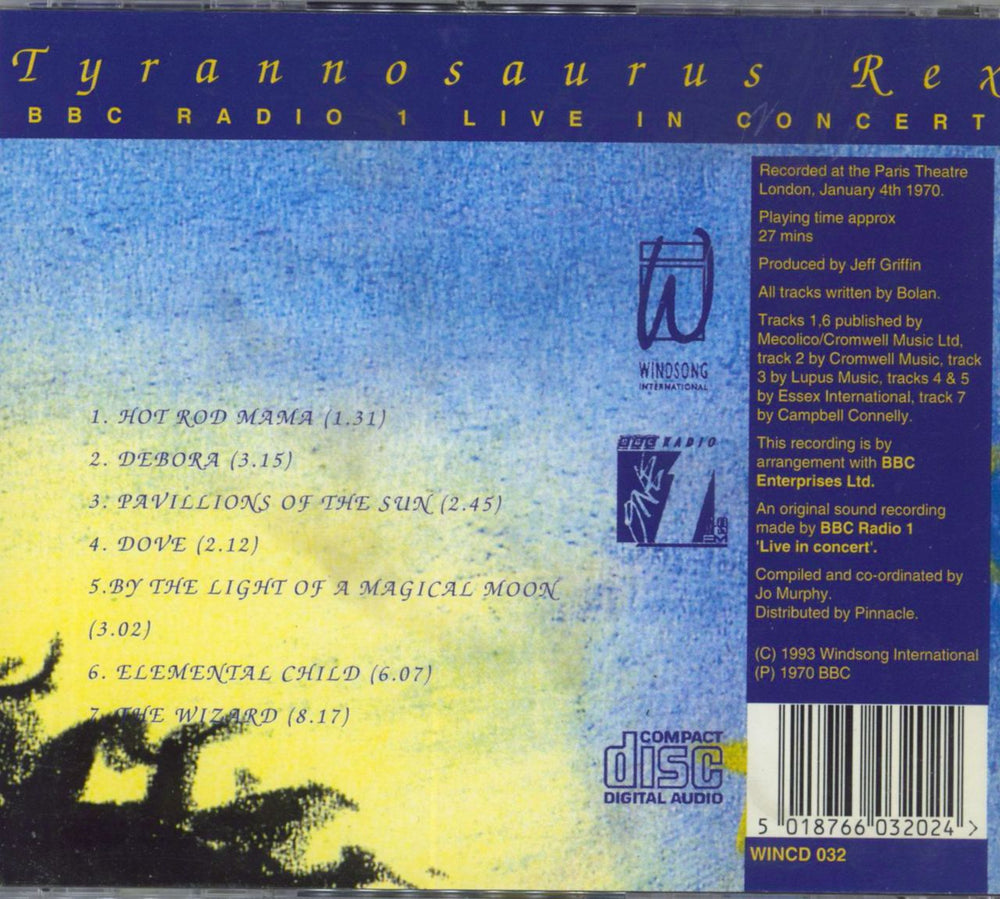 Tyrannosaurus Rex
BBC RADIO 1 LIVE IN CONCERT
1. HOT ROD MAMA (1.31)
2. DEBORA (3.15)
3. PAVILLIONS OF THE SUN (2.45)
4. DOVE (2.12)
5.BY THE LIGHT OF A MAGICAL MOON
(3.02)
6. ELEMENTAL CHILD (6.07)
7. THE WIZARD (8.17)
WINDSONG
INTERNATIONAL
BBC RADIO
ONE
FM
COMPACT
disc
DIGITAL AUDIO
Recorded at the Paris Theatre
London, January 4th 1970.
Playing time approx
27 mins
Produced by Jeff Griffin
All tracks written by Bolan.
Tracks 1,6 published by
Mecolico/Cromwell Music Ltd,
track 2 by Cromwell Music, track
3 by Lupus Music, tracks 4 & 5
by Essex International, track 7
by Campbell Connelly.
This recording is by
arrangement with BBC
Enterprises Ltd.
An original sound recording
made by BBC Radio 1
'Live in concert'.
Compiled and co-ordinated by
Jo Murphy.
Distributed by Pinnacle.
(C) 1993 Windsong International
(P) 1970 BBC
5 018766 032024 >
WINCD 032